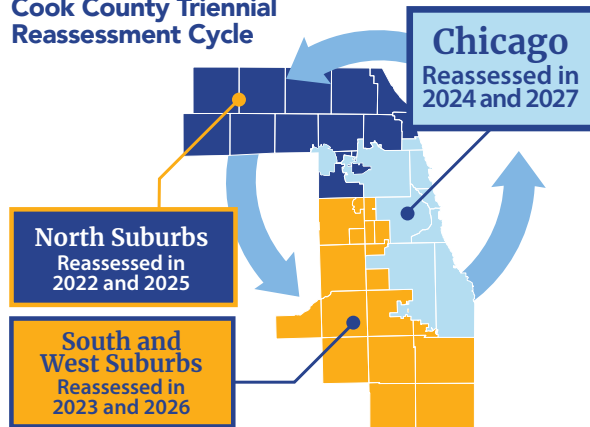 Cook County Triennial
Reassessment Cycle
Chicago
Reassessed in
2024 and 2027
North Suburbs
Reassessed in
2022 and 2025
South and
West Suburbs
Reassessed in
2023 and 2026